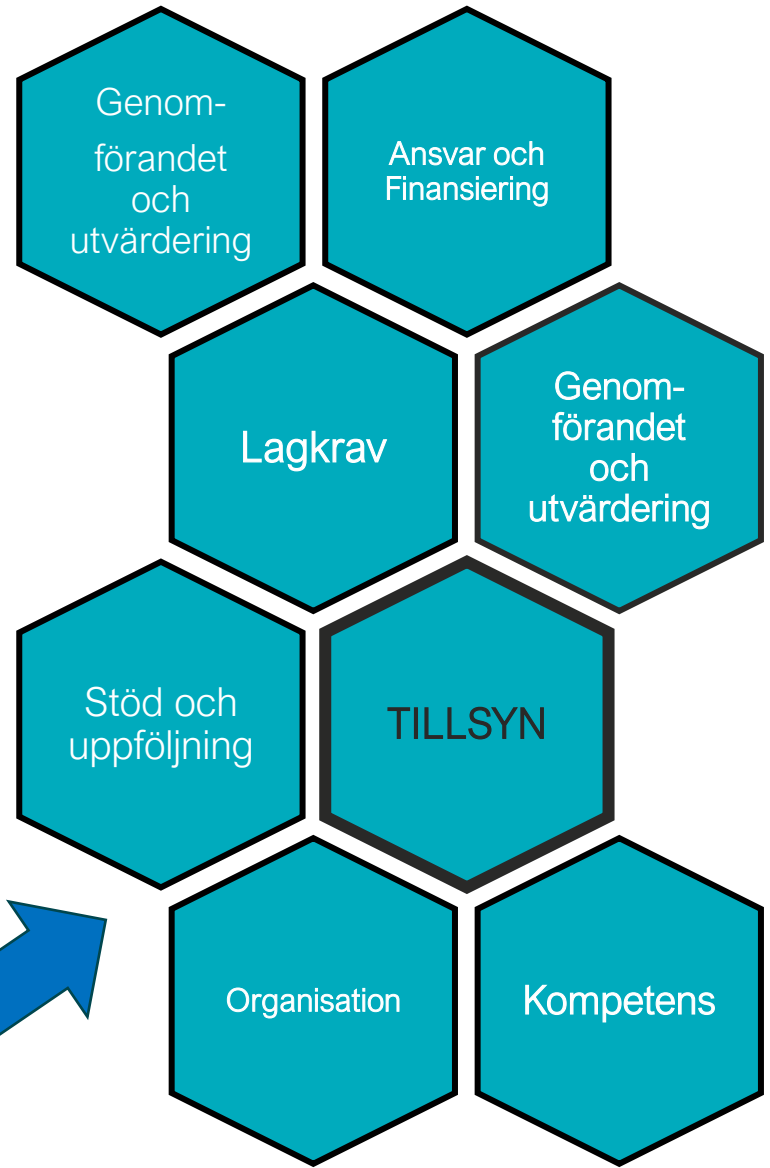 Genom-
förandet
och
utvärdering
Ansvar och
Finansiering
Lagkrav
Genom-
förandet
och
utvärdering
Stöd och
uppföljning
TILLSYN
Organisation
Kompetens